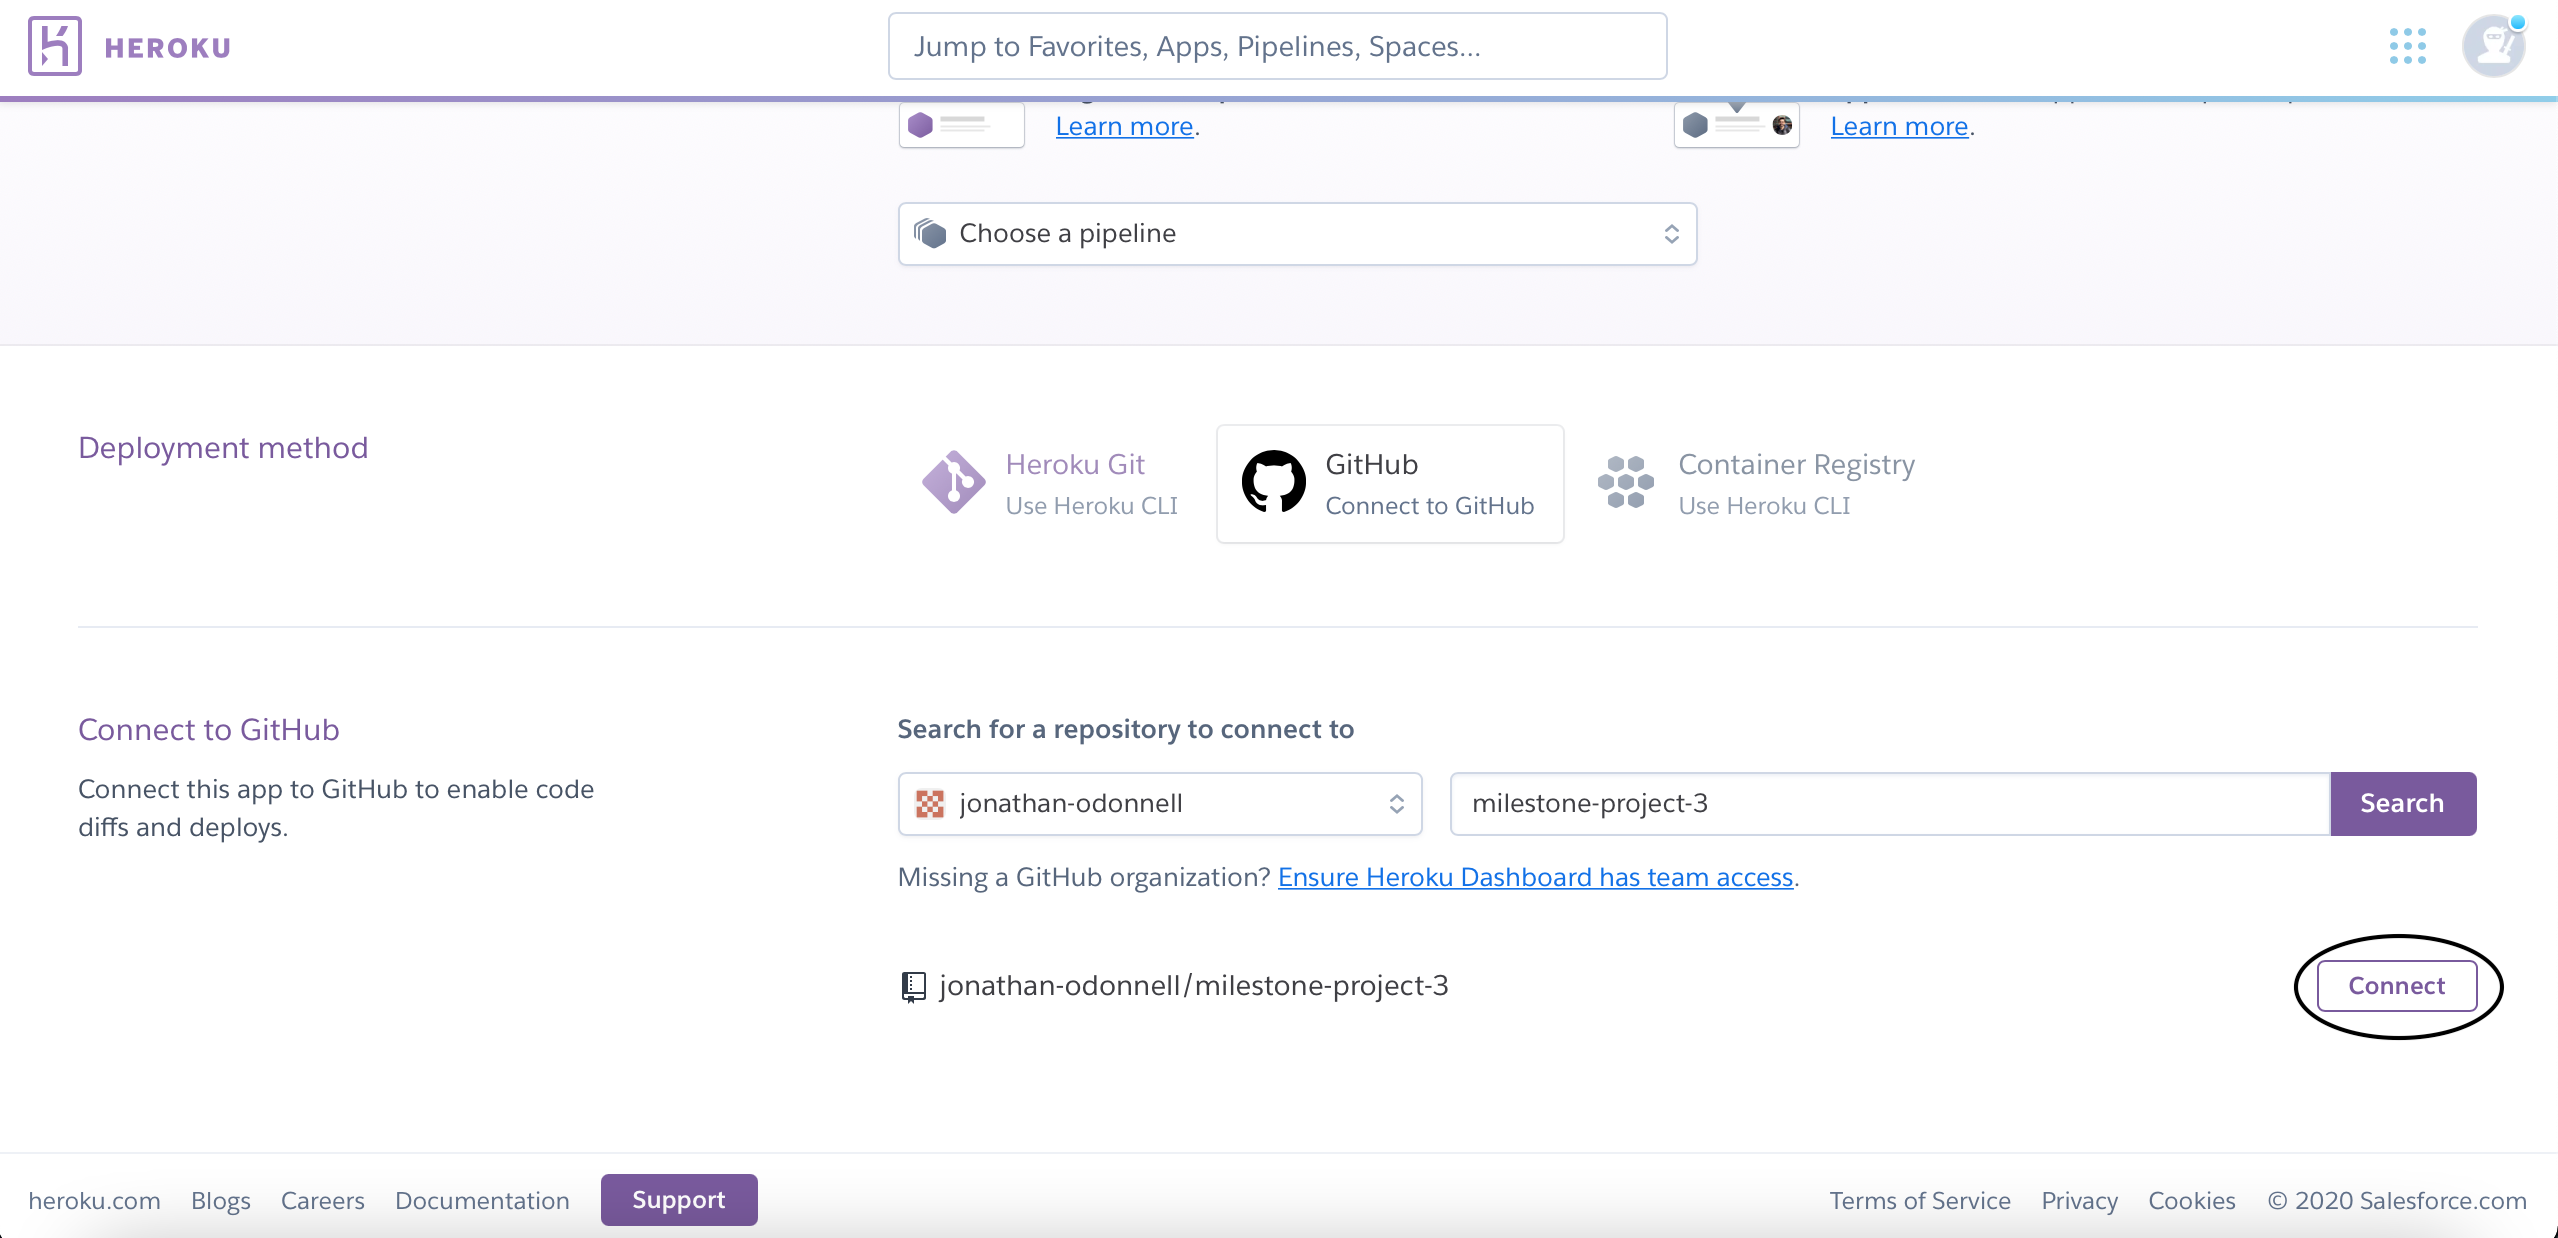 HEROKU
Jump to Favorites, Apps, Pipelines, Spaces...
Learn more.
Learn more.
Choose a pipeline
Deployment method
Heroku Git
Use Heroku CLI
GitHub
Connect to GitHub
Container Registry
Use Heroku CLI
Connect to GitHub
Connect this app to GitHub to enable code
diffs and deploys.
Search for a repository to connect to
jonathan-odonnell
milestone-project-3
Search
Missing a GitHub organization? Ensure Heroku Dashboard has team access.
jonathan-odonnell/milestone-project-3
Connect
heroku.com
Blogs
Careers
Documentation
Support
Terms of Service
Privacy
Cookies
© 2020 Salesforce.com